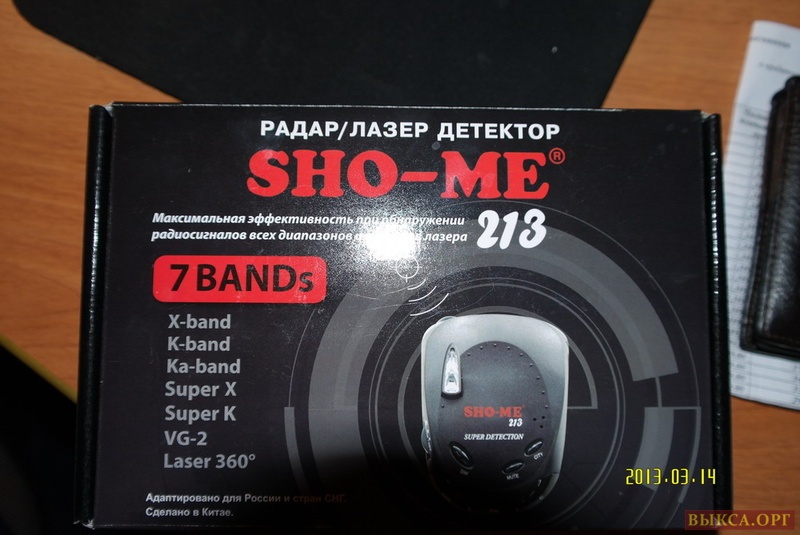 РАДАР/ЛАЗЕР ДЕТЕКТОР
SHO-ME®
Максимальная эффективность при обнаружении
радиосигналов всех диапазонов лазера
213
7 BANDs
X-band
K-band
Ka-band
Super X
Super K
VG-2
Laser 360°
SHO-ME
213
SUPER DETECTION
CITY
MUTE
Адаптировано для России и стран СНГ.
Сделано в Китае.
2013.03.14
ВЫКСА.ОРГ